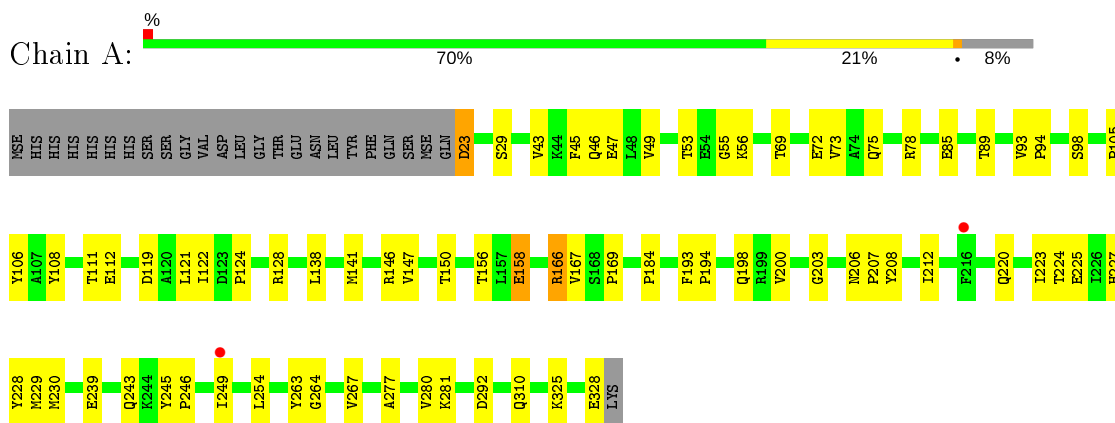 %
Chain A:
70% 21% • 8%
MSE HIS HIS HIS HIS HIS HIS SER SER GLY VAL ASP LEU GLY THR GLU ASN LEU TYR PHE GLN SER MSE GLN D23 S29 V43 K44 F45 Q46 E47 L48 V49 T53 E54 G55 K56 T69 E72 V73 A74 Q75 R78 E85 T89 V93 P94 S98
Y106 A107 Y108 T111 E112 D119 A120 L121 I122 D123 P124 R128 L138 M141 R146 V147 T150 T156 L157 E158 R166 V167 S168 P169 P184 F193 P194 Q198 R199 V200 G203 N206 P207 Y208 I212 F216 Q220 I223 T224 E225 I226
Y228 M229 M230 E239 Q243 K244 Y245 P246 I249 L254 Y263 G264 V267 A277 V280 K281 D292 Q310 K325 E328 LYS